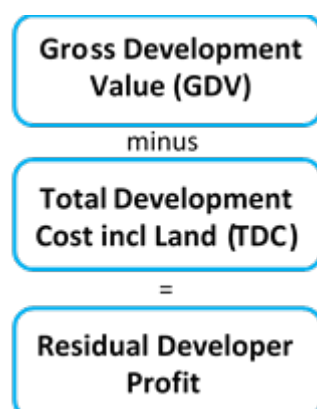 Gross Development
Value (GDV)
minus
Total Development
Cost incl Land (TDC)
=
Residual Developer
Profit